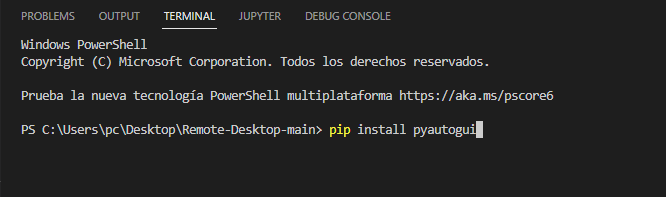 PROBLEMS OUTPUT TERMINAL JUPYTER DEBUG CONSOLE
Windows PowerShell
Copyright (C) Microsoft Corporation. Todos los derechos reservados.
Prueba la nueva tecnología PowerShell multiplataforma https://aka.ms/pscore6
PS C:\Users\pc\Desktop\Remote-Desktop-main> pip install pyautogui